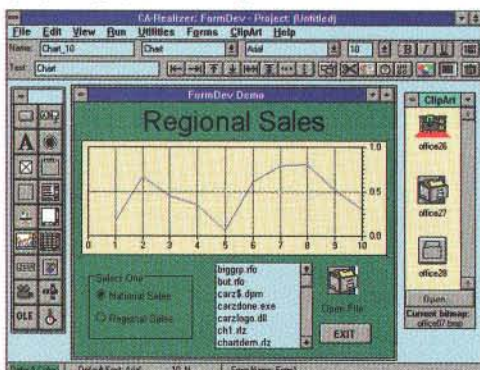 CA-Realizer: FormDev - Project: (Untitled)
File Edit View Run Utilities Forms ClipArt Help
Name: Chart_10 Chart Arial 10 B I U
Text: Chart
FormDev Demo
Regional Sales
1.0
0.5
0.0
0 1 2 3 4 5 6 7 8 9 10
Select One
National Sales
Regional Sales
biggrp.rfo
but.rfo
carz$.dpm
carzdone.exe
carzlogo.dll
ch1.rlz
chartdem.rlz
Open File
EXIT
A
OLE
ClipArt
office26
office27
office28
Open
Current bitmap:
office07.bmp